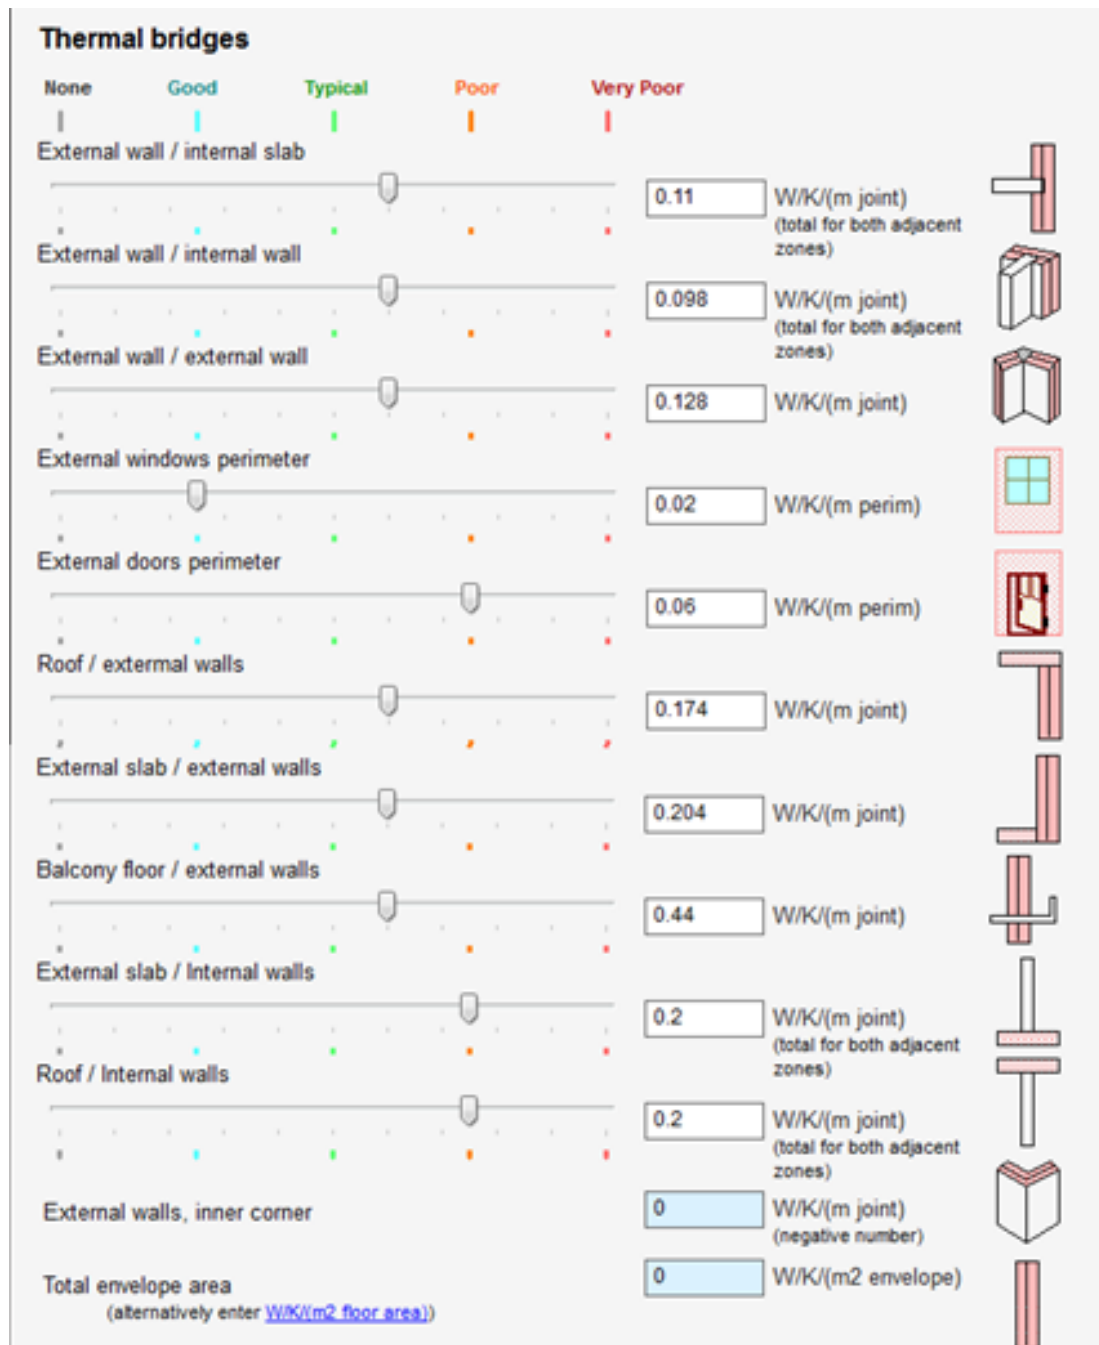 Thermal bridges
None Good Typical Poor Very Poor
External wall / internal slab
0.11 W/K/(m joint)
(total for both adjacent
zones)
External wall / internal wall
0.098 W/K/(m joint)
(total for both adjacent
zones)
External wall / external wall
0.128 W/K/(m joint)
External windows perimeter
0.02 W/K/(m perim)
External doors perimeter
0.06 W/K/(m perim)
Roof / extermal walls
0.174 W/K/(m joint)
External slab / external walls
0.204 W/K/(m joint)
Balcony floor / external walls
0.44 W/K/(m joint)
External slab / Internal walls
0.2 W/K/(m joint)
(total for both adjacent
zones)
Roof / Internal walls
0.2 W/K/(m joint)
(total for both adjacent
zones)
External walls, inner corner 0 W/K/(m joint)
(negative number)
Total envelope area 0 W/K/(m2 envelope)
(alternatively enter W/K/(m2 floor area))